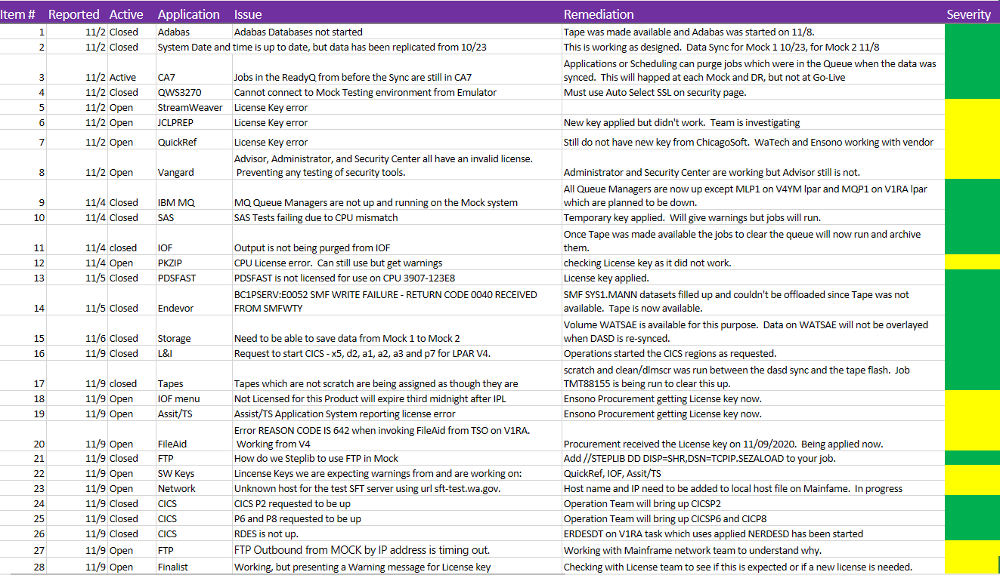 Item # Reported Active Application Issue Remediation Severity
1 11/2 Closed Adabas Adabas Databases not started Tape was made available and Adabas was started on 11/8.
2 11/2 Closed System Date and time is up to date, but data has been replicated from 10/23 This is working as designed. Data Sync for Mock 1 10/23, for Mock 2 11/8
Applications or Scheduling can purge jobs which were in the Queue when the data was
3 11/2 Active CA7 Jobs in the ReadyQ from before the Sync are still in CA7 synced. This will happed at each Mock and DR, but not at Go-Live
4 11/2 Closed QWS3270 Cannot connect to Mock Testing environment from Emulator Must use Auto Select SSL on security page.
5 11/2 Open StreamWeaver License Key error
6 11/2 Open JCLPREP License Key error New key applied but didn't work. Team is investigating
7 11/2 Open QuickRef License Key error Still do not have new key from ChicagoSoft. WaTech and Ensono working with vendor
Advisor, Administrator, and Security Center all have an invalid license.
8 11/2 Open Vangard Preventing any testing of security tools. Administrator and Security Center are working but Advisor still is not.
All Queue Managers are now up except MLP1 on V4YM lpar and MQP1 on V1RA lpar
9 11/4 Closed IBM MQ MQ Queue Managers are not up and running on the Mock system which are planned to be down.
10 11/4 Closed SAS SAS Tests failing due to CPU mismatch Temporary key applied. Will give warnings but jobs will run.
Once Tape was made available the jobs to clear the queue will now run and archive
11 11/4 closed IOF Output is not being purged from IOF them.
12 11/4 Open PKZIP CPU License error. Can still use but get warnings checking License key as it did not work.
13 11/5 Closed PDSFAST PDSFAST is not licensed for use on CPU 3907-123E8 License key applied.
BC1PSERV:E0052 SMF WRITE FAILURE - RETURN CODE 0040 RECEIVED SMF SYS1.MANN datasets filled up and couldn't be offloaded since Tape was not
14 11/5 Closed Endevor FROM SMFWTY available. Tape is now available.
Volume WATSAE is available for this purpose. Data on WATSAE will not be overlayed
15 11/6 Closed Storage Need to be able to save data from Mock 1 to Mock 2 when DASD is re-synced.
16 11/9 Closed L&I Request to start CICS - x5, d2, a1, a2, a3 and p7 for LPAR V4. Operations started the CICS regions as requested.
scratch and clean/dlmscr was run between the dasd sync and the tape flash. Job
17 11/9 closed Tapes Tapes which are not scratch are being assigned as though they are TMT88155 is being run to clear this up.
18 11/9 Open IOF menu Not Licensed for this Product will expire third midnight after IPL Ensono Procurement getting License key now.
19 11/9 Open Assit/TS Assist/TS Application System reporting license error Ensono Procurement getting License key now.
Error REASON CODE IS 642 when invoking FileAid from TSO on V1RA.
20 11/9 Open FileAid Working from V4 Procurement received the License key on 11/09/2020. Being applied now.
21 11/9 Closed FTP How do we Steplib to use FTP in Mock Add //STEPLIB DD DISP=SHR,DSN=TCPIP.SEZALOAD to your job.
22 11/9 Open SW Keys Lincense Keys we are expecting warnings from and are working on: QuickRef, IOF, Assit/TS
23 11/9 Open Network Unknown host for the test SFT server using url sft-test.wa.gov. Host name and IP need to be added to local host file on Mainfame. In progress
24 11/9 Closed CICS CICS P2 requested to be up Operation Team will bring up CICSP2
25 11/9 Closed CICS P6 and P8 requested to be up Operation Team will bring up CICSP6 and CICP8
26 11/9 Closed CICS RDES is not up. ERDESDT on V1RA task which uses applied NERDESD has been started
27 11/9 Open FTP FTP Outbound from MOCK by IP address is timing out. Working with Mainframe network team to understand why.
28 11/9 Open Finalist Working, but presenting a Warning message for License key Checking with License team to see if this is expected or if a new license is needed.